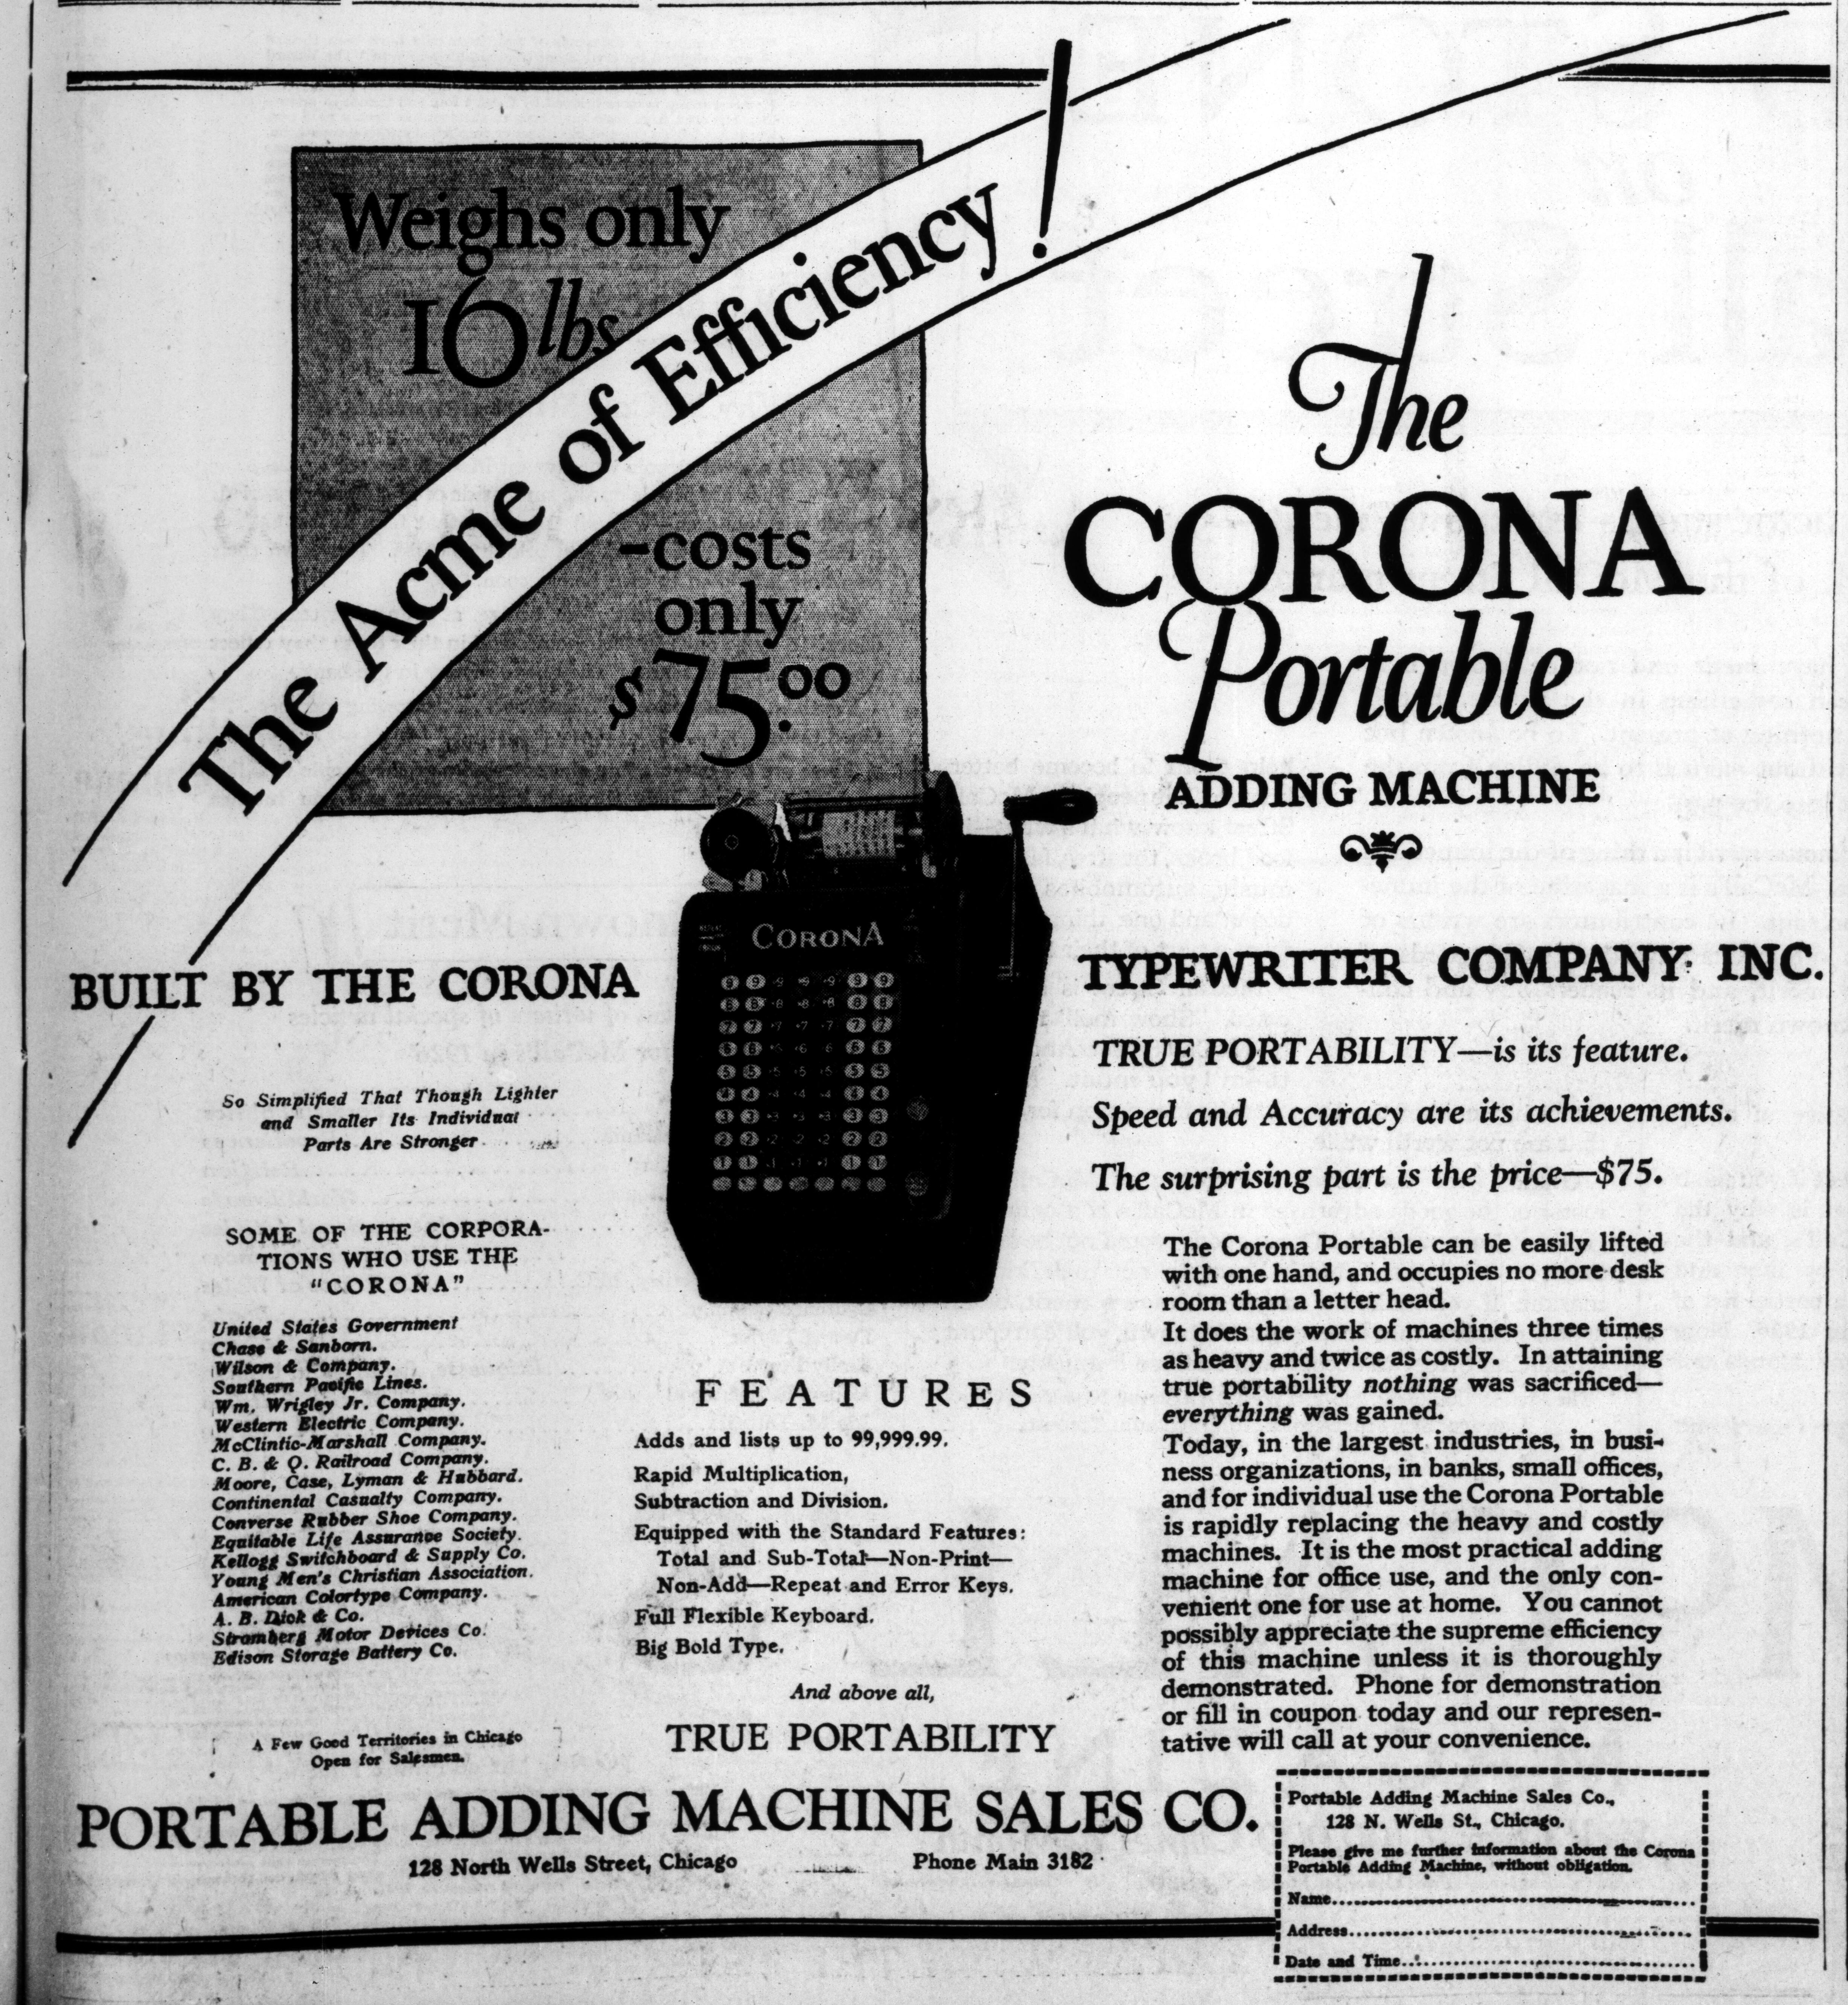 Weighs only
16 lbs
The Acme of Efficiency!
-costs
only
$75.00
The
CORONA
Portable
ADDING MACHINE
CORONA
BUILT BY THE CORONA TYPEWRITER COMPANY INC.
So Simplified That Though Lighter
and Smaller Its Individual
Parts Are Stronger
SOME OF THE CORPORA-
TIONS WHO USE THE
"CORONA"
United States Government
Chase & Sanborn.
Wilson & Company.
Southern Pacific Lines.
Wm. Wrigley Jr. Company.
Western Electric Company.
McClintic-Marshall Company.
C. B. & Q. Railroad Company.
Moore, Case, Lyman & Hubbard.
Continental Casualty Company.
Converse Rubber Shoe Company.
Equitable Life Assurance Society.
Kellogg Switchboard & Supply Co.
Young Men's Christian Association.
American Colortype Company.
A. B. Dick & Co.
Stromberg Motor Devices Co.
Edison Storage Battery Co.
A Few Good Territories in Chicago
Open for Salesmen.
FEATURES
Adds and lists up to 99,999.99.
Rapid Multiplication,
Subtraction and Division.
Equipped with the Standard Features:
Total and Sub-Total—Non-Print—
Non-Add—Repeat and Error Keys.
Full Flexible Keyboard.
Big Bold Type.
And above all,
TRUE PORTABILITY
TRUE PORTABILITY—is its feature.
Speed and Accuracy are its achievements.
The surprising part is the price—$75.
The Corona Portable can be easily lifted
with one hand, and occupies no more desk
room than a letter head.
It does the work of machines three times
as heavy and twice as costly. In attaining
true portability nothing was sacrificed—
everything was gained.
Today, in the largest industries, in busi-
ness organizations, in banks, small offices,
and for individual use the Corona Portable
is rapidly replacing the heavy and costly
machines. It is the most practical adding
machine for office use, and the only con-
venient one for use at home. You cannot
possibly appreciate the supreme efficiency
of this machine unless it is thoroughly
demonstrated. Phone for demonstration
or fill in coupon today and our represen-
tative will call at your convenience.
PORTABLE ADDING MACHINE SALES CO.
128 North Wells Street, Chicago Phone Main 3182
Portable Adding Machine Sales Co.,
128 N. Wells St., Chicago.
Please give me further information about the Corona
Portable Adding Machine, without obligation.
Name
Address
Date and Time